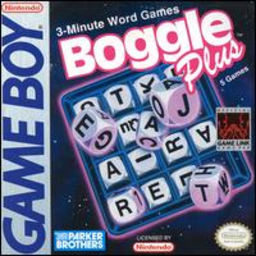 Nintendo
GAME BOY
3-Minute Word Games
Boggle
Plus
5 Games
GAME LINK
PARKER
BROTHERS
LICENSED BY
Nintendo